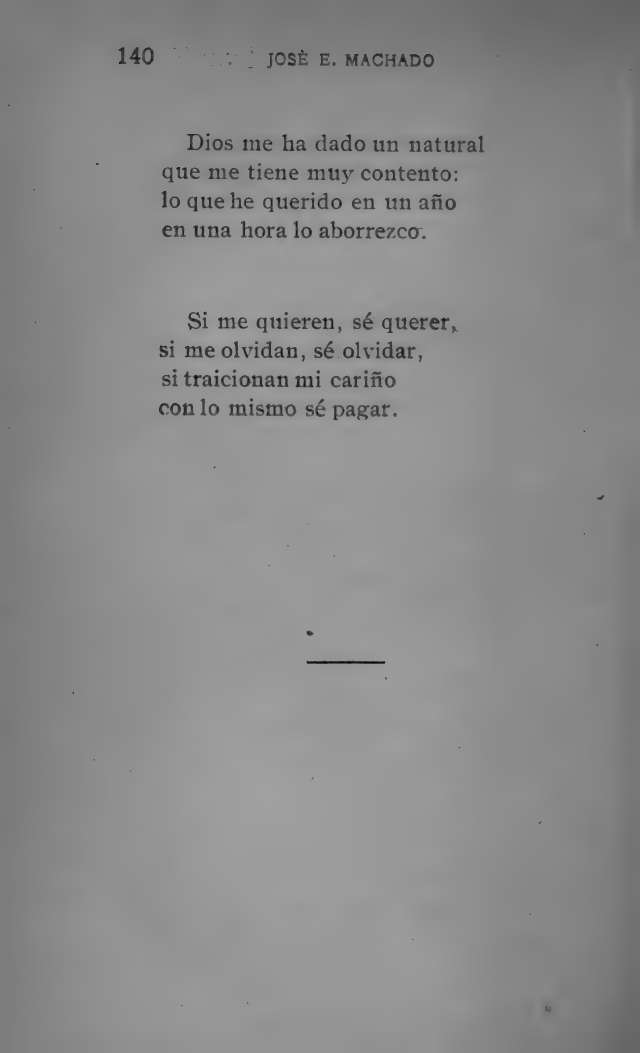 140 JOSÈ E. MACHADO
Dios me ha dado un natural
que me tiene muy contento:
lo que he querido en un año
en una hora lo aborrezco.
Si me quieren, sé querer,
si me olvidan, sé olvidar,
si traicionan mi cariño
con lo mismo sé pagar.